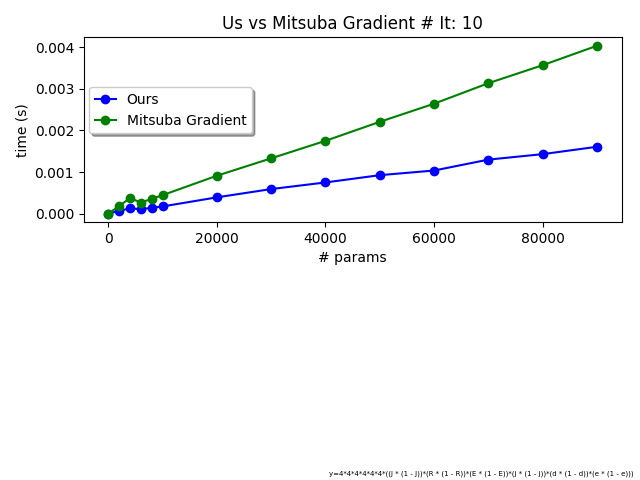 Us vs Mitsuba Gradient # It: 10
0.004
0.003
0.002
0.001
0.000
time (s)
Ours
Mitsuba Gradient
0
20000
40000
60000
80000
# params
y=4*4*4*4*4*4*((J * (1 - J))*(R * (1 - R))*(E * (1 - E))*(j * (1 - j))*(d * (1 - d))*(e * (1 - e)))